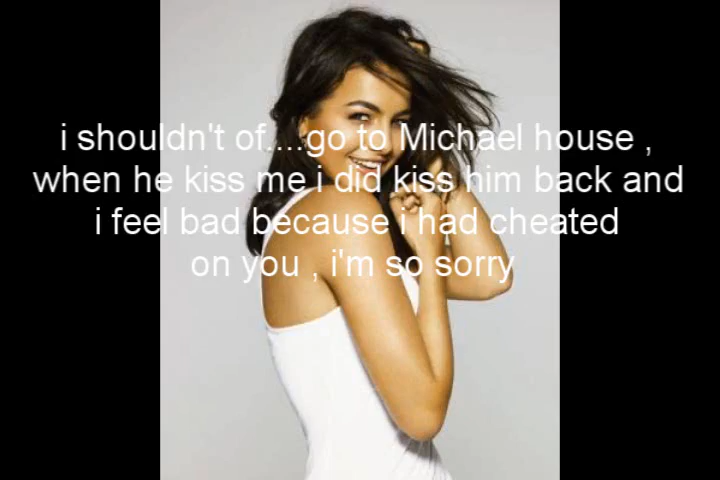 i shouldn't of....go to Michael house ,
when he kiss me i did kiss him back and
i feel bad because i had cheated
on you , i'm so sorry